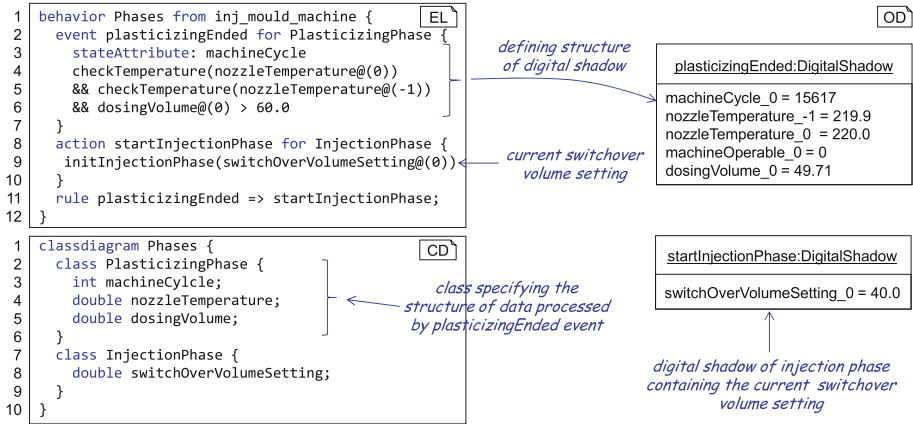 EL
1 behavior Phases from inj_mould_machine {
2 event plasticizingEnded for PlasticizingPhase {
3 stateAttribute: machineCycle
4 checkTemperature(nozzleTemperature@(0))
5 && checkTemperature(nozzleTemperature@(-1))
6 && dosingVolume@(0) > 60.0
7 }
8 action startInjectionPhase for InjectionPhase {
9 initInjectionPhase(switchOverVolumeSetting@(0))
10 }
11 rule plasticizingEnded => startInjectionPhase;
12 }
defining structure
of digital shadow
current switchover
volume setting
OD
plasticizingEnded:DigitalShadow
machineCycle_0 = 15617
nozzleTemperature_-1 = 219.9
nozzleTemperature_0 = 220.0
machineOperable_0 = 0
dosingVolume_0 = 49.71
CD
1 classdiagram Phases {
2 class PlasticizingPhase {
3 int machineCylcle;
4 double nozzleTemperature;
5 double dosingVolume;
6 }
7 class InjectionPhase {
8 double switchOverVolumeSetting;
9 }
10 }
class specifying the
structure of data processed
by plasticizingEnded event
startInjectionPhase:DigitalShadow
switchOverVolumeSetting_0 = 40.0
digital shadow of injection phase
containing the current switchover
volume setting